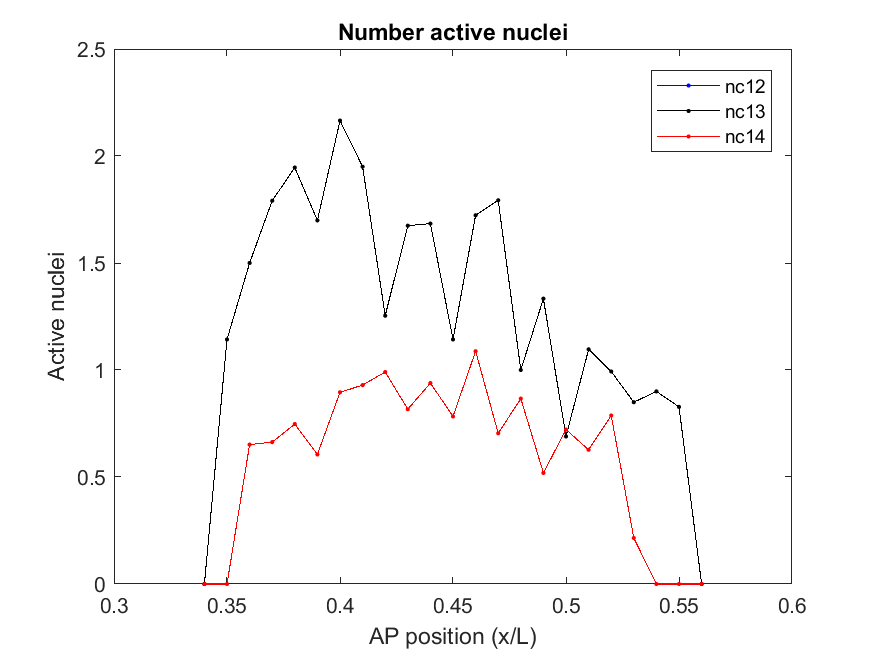 Number active nuclei
2.5
2
1.5
1
0.5
0
Active nuclei
nc12
nc13
nc14
0.3 0.35 0.4 0.45 0.5 0.55 0.6
AP position (x/L)